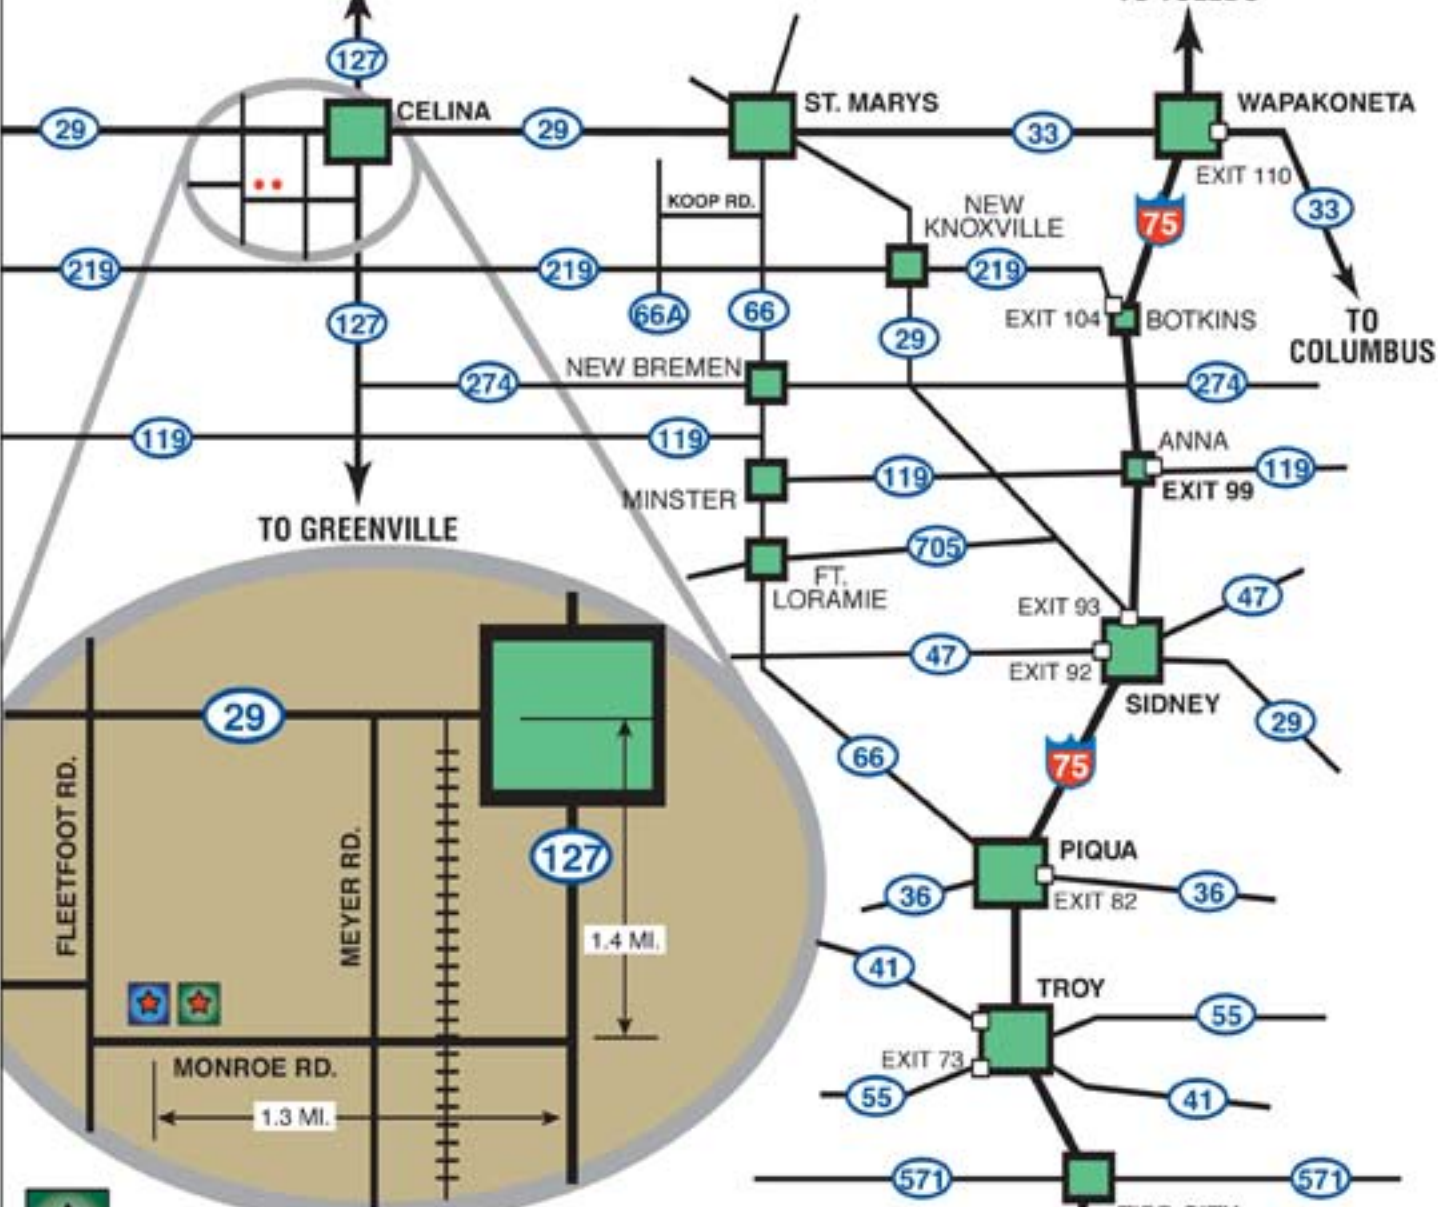 127
29
CELINA
29
ST. MARYS
33
WAPAKONETA
EXIT 110
KOOP RD.
NEW
KNOXVILLE
75
33
219
219
219
127
66A
66
29
EXIT 104
BOTKINS
TO
COLUMBUS
NEW BREMEN
274
274
119
119
ANNA
119
119
EXIT 99
MINSTER
TO GREENVILLE
705
FT.
LORAMIE
EXIT 93
47
47
EXIT 92
SIDNEY
29
29
66
75
FLEETFOOT RD.
MEYER RD.
127
PIQUA
36
36
EXIT 82
1.4 MI.
41
TROY
55
MONROE RD.
EXIT 73
55
41
1.3 MI.
571
571